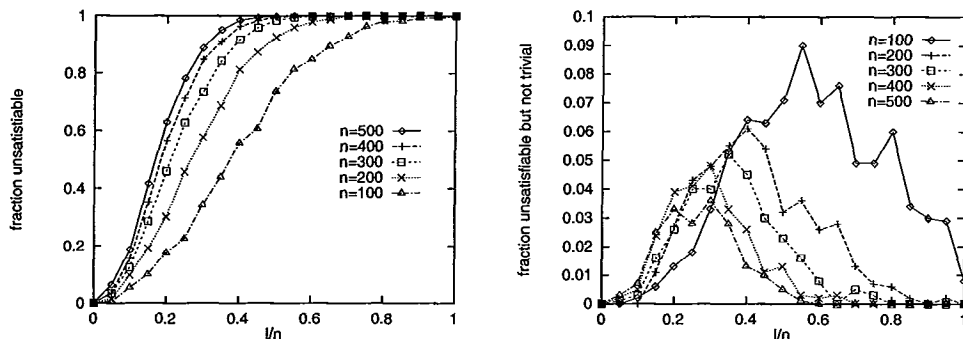 1
0.8
0.6
0.4
0.2
0
fraction unsatistiable
n=500
n=400
n=300
n=200
n=100
0 0.2 0.4 0.6 0.8 1
l/n
0.1
0.09
0.08
0.07
0.06
0.05
0.04
0.03
0.02
0.01
0
fraction unsatisfiable but not trivial
n=100
n=200
n=300
n=400
n=500
0 0.2 0.4 0.6 0.8 1
l/n